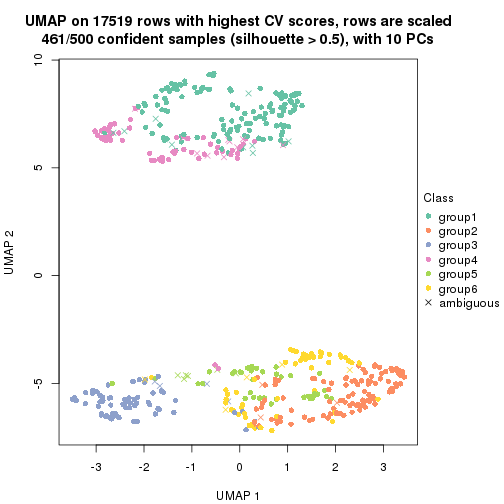 UMAP on 17519 rows with highest CV scores, rows are scaled
461/500 confident samples (silhouette > 0.5), with 10 PCs
10
5
0
-5
UMAP 2
-3
-2
-1
0
1
2
3
UMAP 1
Class
group1
group2
group3
group4
group5
group6
ambiguous